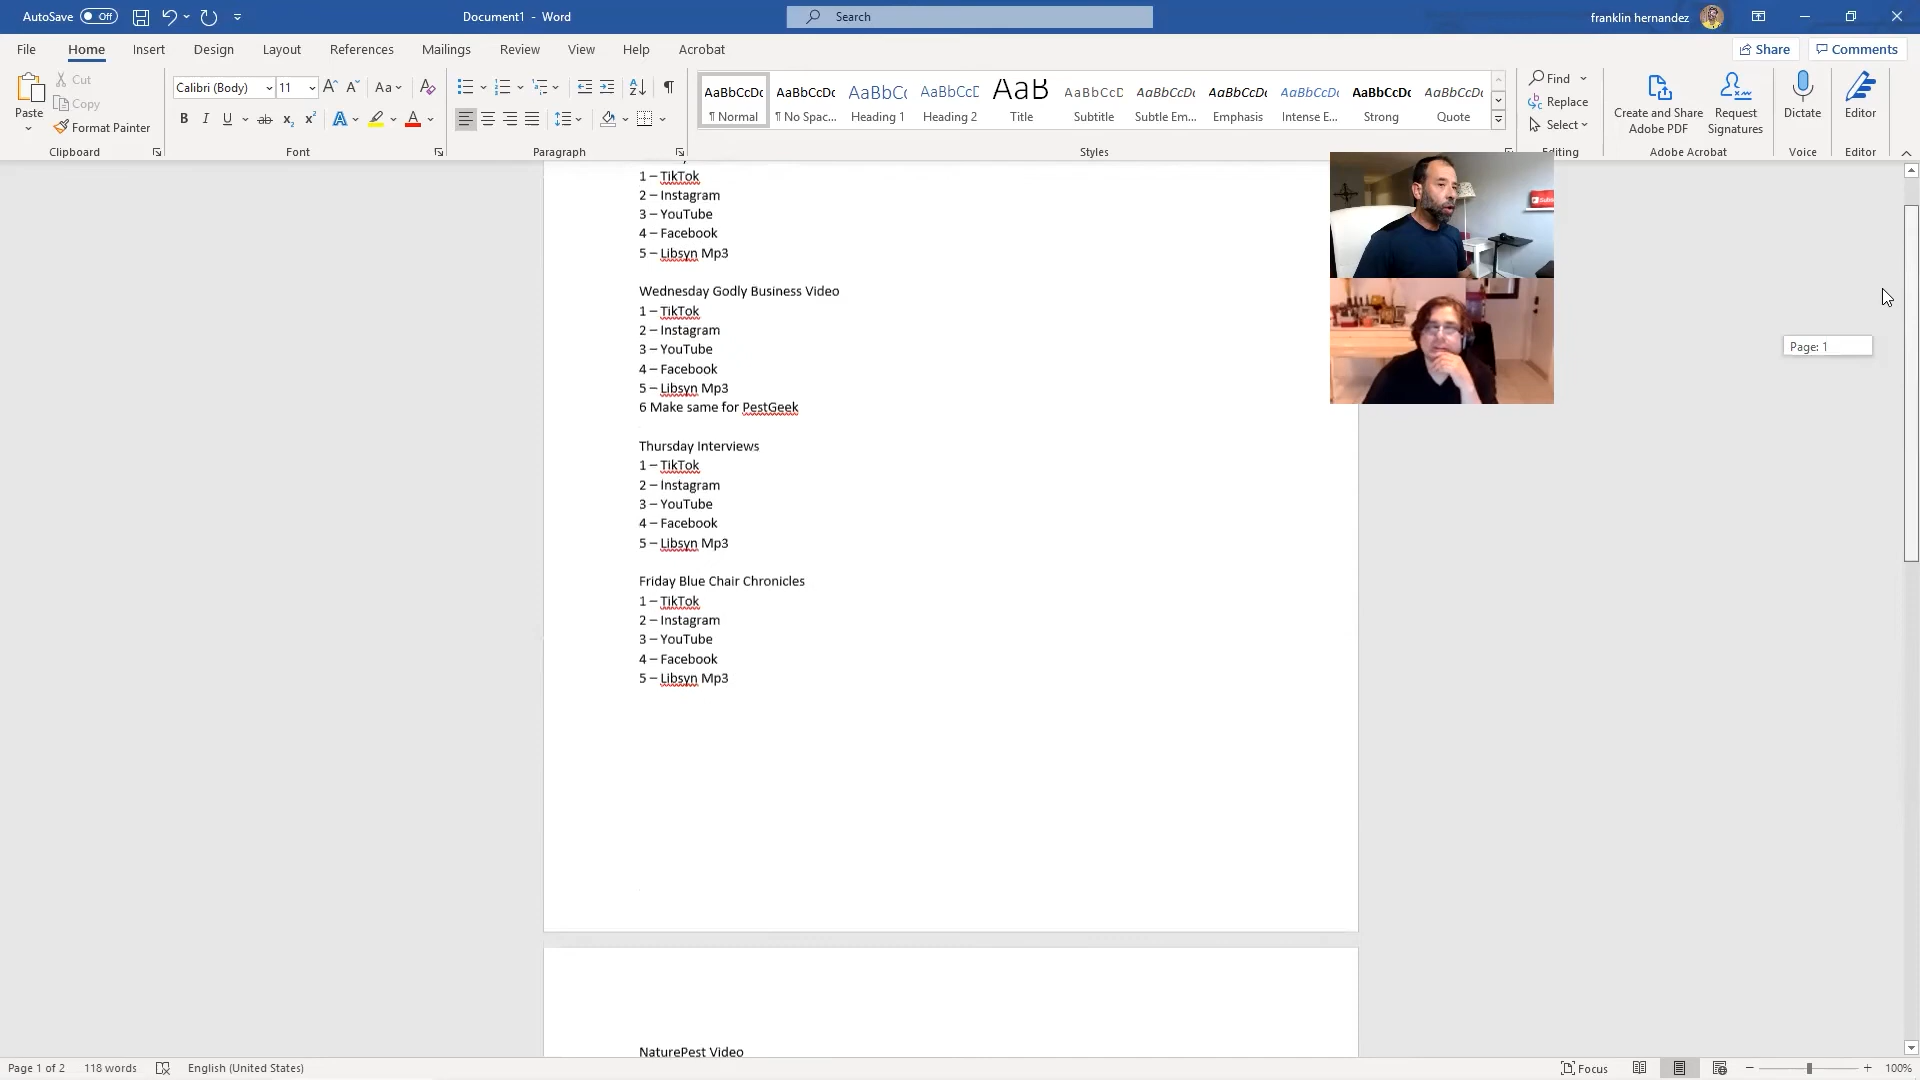 AutoSave Off Document1 - Word Search franklin hernandez
File Home Insert Design Layout References Mailings Review View Help Acrobat Share Comments
Paste Cut Copy Format Painter
Calibri (Body) 11
AaBbCcDc AaBbCcDc AaBbCc AaBbCcD AaB AaBbCcD AaBbCcDc AaBbCcDc AaBbCcDc AaBbCcDc AaBbCcDc
¶ Normal ¶ No Spac... Heading 1 Heading 2 Title Subtitle Subtle Em... Emphasis Intense E... Strong Quote
Find
Replace
Select
Create and Share Adobe PDF
Request Signatures
Dictate
Editor
Clipboard Font Paragraph Styles Editing Adobe Acrobat Voice Editor
1 – TikTok
2 – Instagram
3 – YouTube
4 – Facebook
5 – Libsyn Mp3
Wednesday Godly Business Video
1 – TikTok
2 – Instagram
3 – YouTube
4 – Facebook
5 – Libsyn Mp3
6 Make same for PestGeek
Thursday Interviews
1 – TikTok
2 – Instagram
3 – YouTube
4 – Facebook
5 – Libsyn Mp3
Friday Blue Chair Chronicles
1 – TikTok
2 – Instagram
3 – YouTube
4 – Facebook
5 – Libsyn Mp3
NaturePest Video
Page: 1
Page 1 of 2 118 words English (United States) Focus 100%